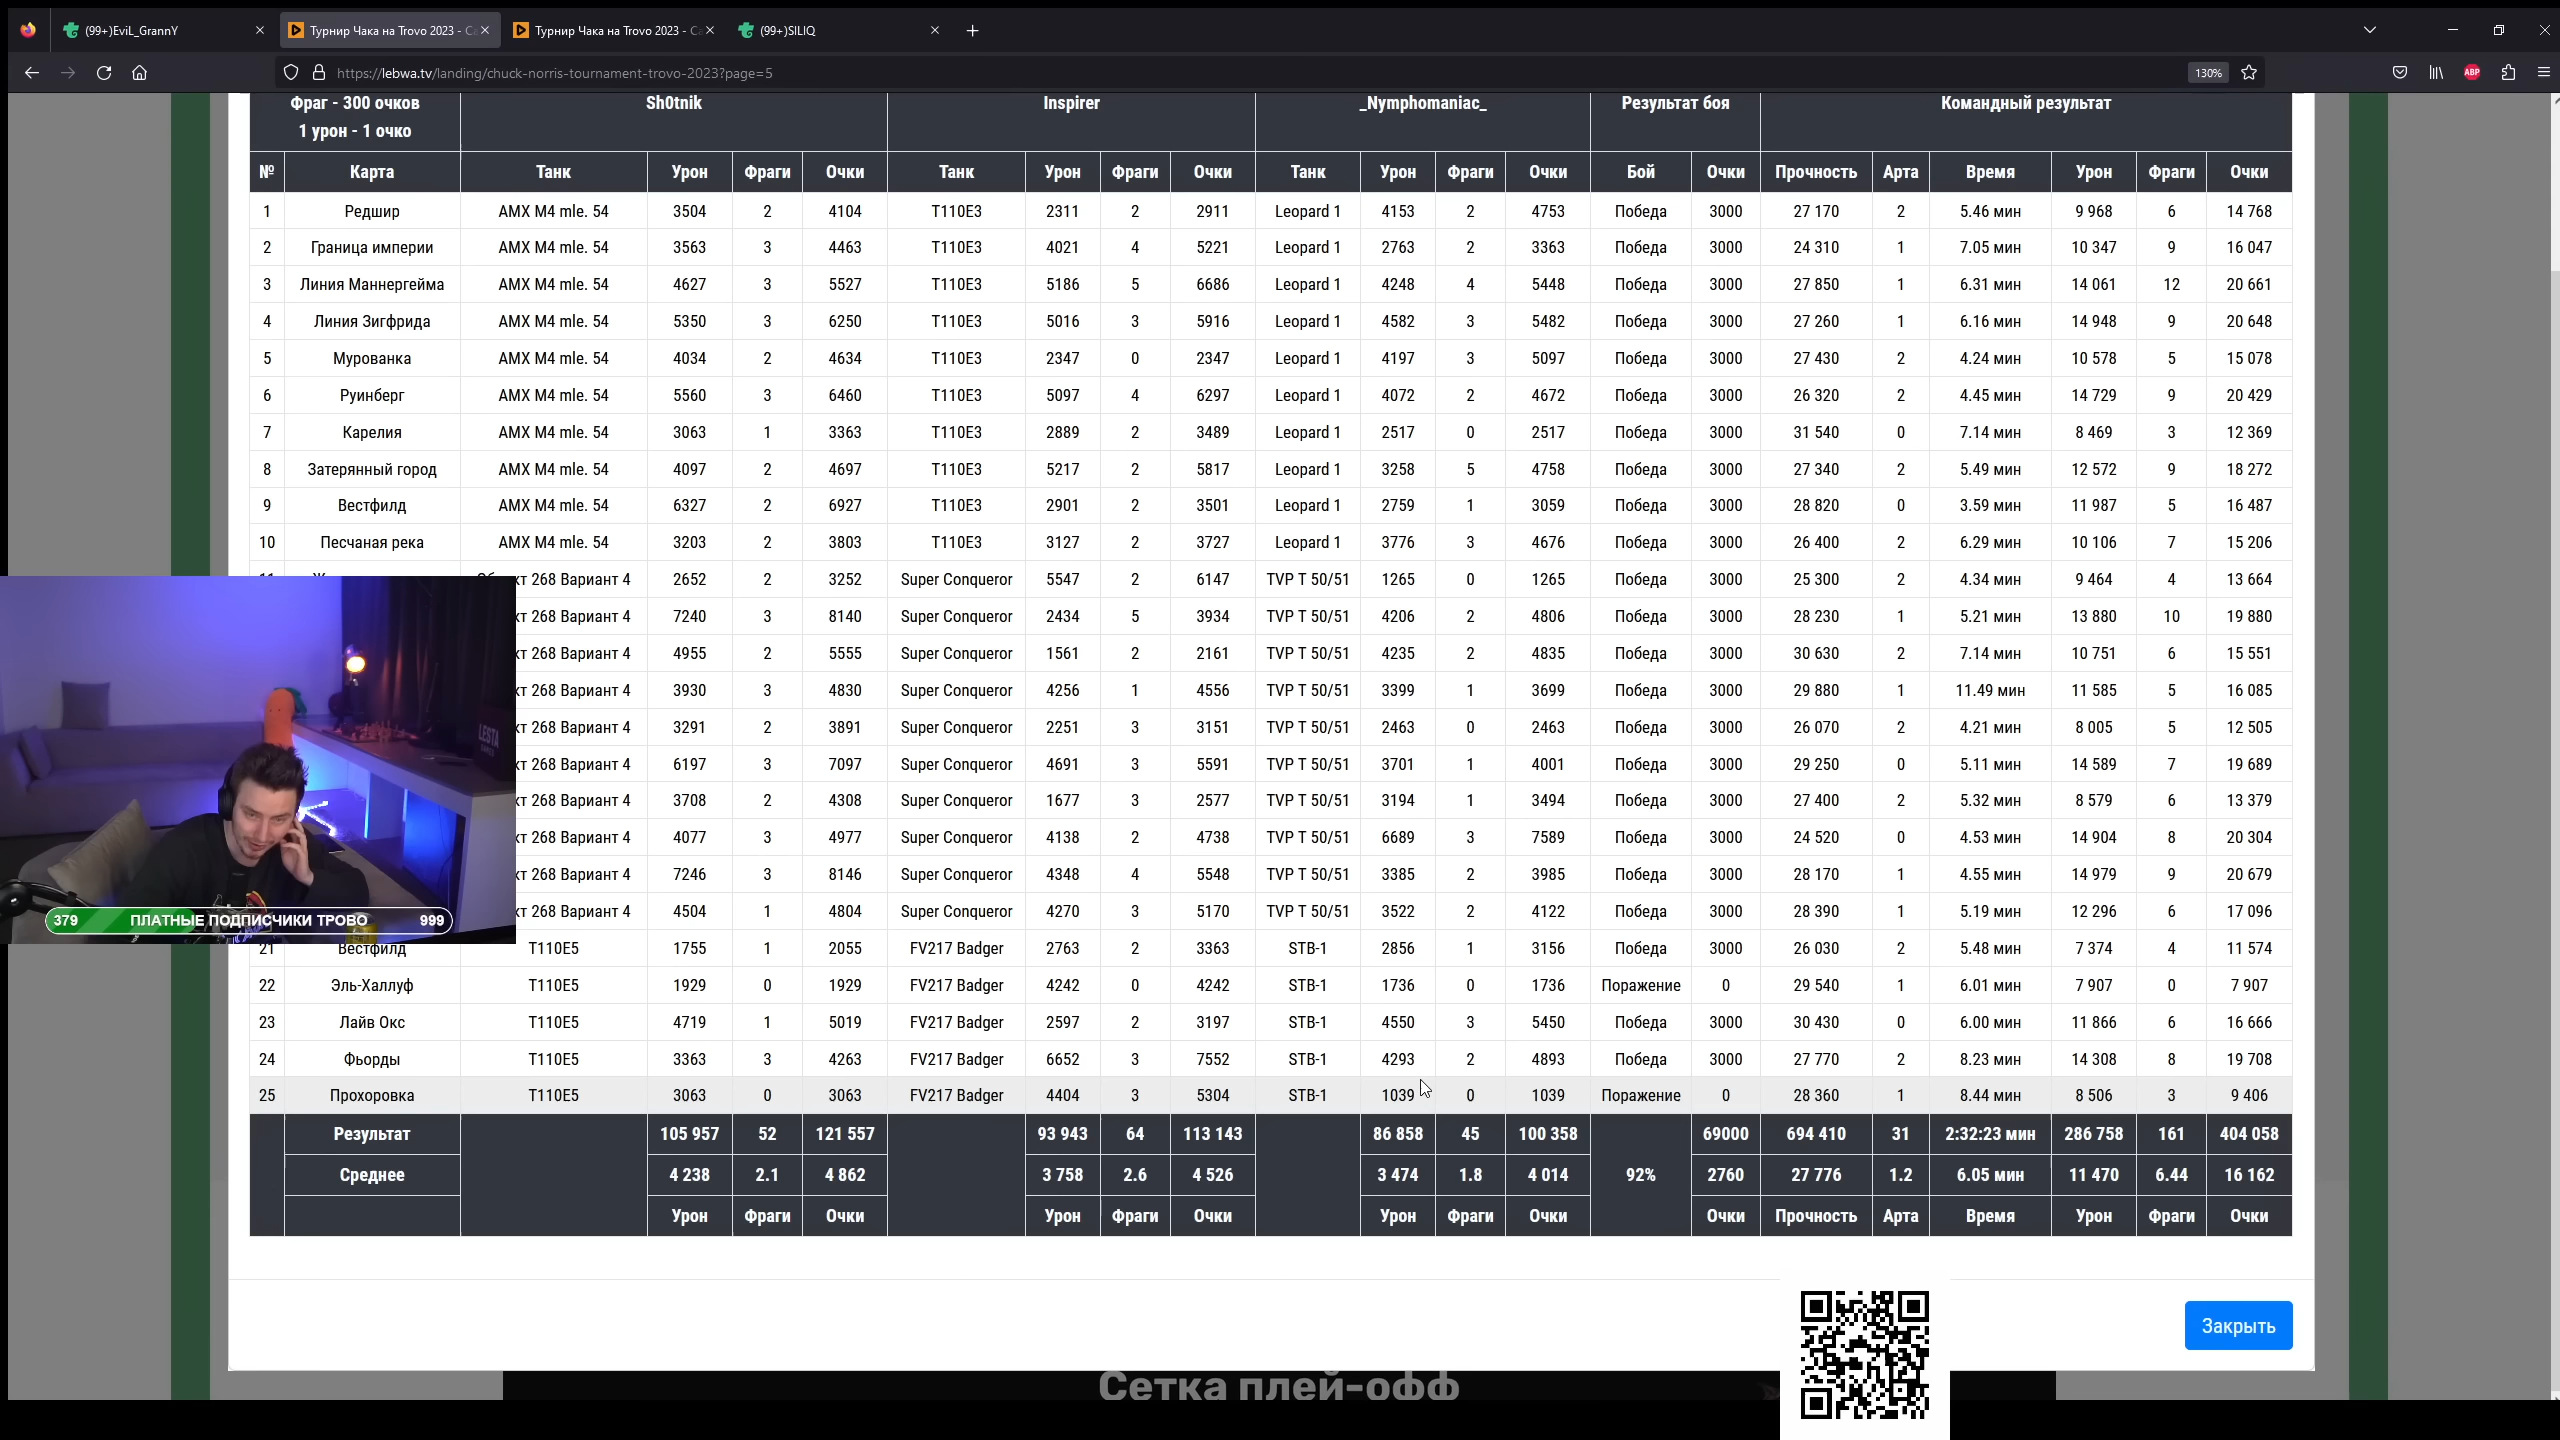 (99+)EviL_GrannY
Турнир Чака на Trovo 2023 - С
Турнир Чака на Trovo 2023 - С
(99+)SILIQ
https://lebwa.tv/landing/chuck-norris-tournament-trovo-2023?page=5
130%
ABP
Фраг - 300 очков
1 урон - 1 очко
Sh0tnik Inspirer _Nymphomaniac_ Результат боя Командный результат
№ Карта Танк Урон Фраги Очки Танк Урон Фраги Очки Танк Урон Фраги Очки Бой Очки Прочность Арта Время Урон Фраги Очки
1 Редшир AMX M4 mle. 54 3504 2 4104 T110E3 2311 2 2911 Leopard 1 4153 2 4753 Победа 3000 27 170 2 5.46 мин 9 968 6 14 768
2 Граница империи AMX M4 mle. 54 3563 3 4463 T110E3 4021 4 5221 Leopard 1 2763 2 3363 Победа 3000 24 310 1 7.05 мин 10 347 9 16 047
3 Линия Маннергейма AMX M4 mle. 54 4627 3 5527 T110E3 5186 5 6686 Leopard 1 4248 4 5448 Победа 3000 27 850 1 6.31 мин 14 061 12 20 661
4 Линия Зигфрида AMX M4 mle. 54 5350 3 6250 T110E3 5016 3 5916 Leopard 1 4582 3 5482 Победа 3000 27 260 1 6.16 мин 14 948 9 20 648
5 Мурованка AMX M4 mle. 54 4034 2 4634 T110E3 2347 0 2347 Leopard 1 4197 3 5097 Победа 3000 27 430 2 4.24 мин 10 578 5 15 078
6 Руинберг AMX M4 mle. 54 5560 3 6460 T110E3 5097 4 6297 Leopard 1 4072 2 4672 Победа 3000 26 320 2 4.45 мин 14 729 9 20 429
7 Карелия AMX M4 mle. 54 3063 1 3363 T110E3 2889 2 3489 Leopard 1 2517 0 2517 Победа 3000 31 540 0 7.14 мин 8 469 3 12 369
8 Затерянный город AMX M4 mle. 54 4097 2 4697 T110E3 5217 2 5817 Leopard 1 3258 5 4758 Победа 3000 27 340 2 5.49 мин 12 572 9 18 272
9 Вестфилд AMX M4 mle. 54 6327 2 6927 T110E3 2901 2 3501 Leopard 1 2759 1 3059 Победа 3000 28 820 0 3.59 мин 11 987 5 16 487
10 Песчаная река AMX M4 mle. 54 3203 2 3803 T110E3 3127 2 3727 Leopard 1 3776 3 4676 Победа 3000 26 400 2 6.29 мин 10 106 7 15 206
кт 268 Вариант 4 2652 2 3252 Super Conqueror 5547 2 6147 TVP T 50/51 1265 0 1265 Победа 3000 25 300 2 4.34 мин 9 464 4 13 664
кт 268 Вариант 4 7240 3 8140 Super Conqueror 2434 5 3934 TVP T 50/51 4206 2 4806 Победа 3000 28 230 1 5.21 мин 13 880 10 19 880
кт 268 Вариант 4 4955 2 5555 Super Conqueror 1561 2 2161 TVP T 50/51 4235 2 4835 Победа 3000 30 630 2 7.14 мин 10 751 6 15 551
кт 268 Вариант 4 3930 3 4830 Super Conqueror 4256 1 4556 TVP T 50/51 3399 1 3699 Победа 3000 29 880 1 11.49 мин 11 585 5 16 085
кт 268 Вариант 4 3291 2 3891 Super Conqueror 2251 3 3151 TVP T 50/51 2463 0 2463 Победа 3000 26 070 2 4.21 мин 8 005 5 12 505
кт 268 Вариант 4 6197 3 7097 Super Conqueror 4691 3 5591 TVP T 50/51 3701 1 4001 Победа 3000 29 250 0 5.11 мин 14 589 7 19 689
кт 268 Вариант 4 3708 2 4308 Super Conqueror 1677 3 2577 TVP T 50/51 3194 1 3494 Победа 3000 27 400 2 5.32 мин 8 579 6 13 379
кт 268 Вариант 4 4077 3 4977 Super Conqueror 4138 2 4738 TVP T 50/51 6689 3 7589 Победа 3000 24 520 0 4.53 мин 14 904 8 20 304
кт 268 Вариант 4 7246 3 8146 Super Conqueror 4348 4 5548 TVP T 50/51 3385 2 3985 Победа 3000 28 170 1 4.55 мин 14 979 9 20 679
кт 268 Вариант 4 4504 1 4804 Super Conqueror 4270 3 5170 TVP T 50/51 3522 2 4122 Победа 3000 28 390 1 5.19 мин 12 296 6 17 096
LESTA
379 ПЛАТНЫЕ ПОДПИСЧИКИ ТРОВО 999
21 Вестфилд T110E5 1755 1 2055 FV217 Badger 2763 2 3363 STB-1 2856 1 3156 Победа 3000 26 030 2 5.48 мин 7 374 4 11 574
22 Эль-Халлуф T110E5 1929 0 1929 FV217 Badger 4242 0 4242 STB-1 1736 0 1736 Поражение 0 29 540 1 6.01 мин 7 907 0 7 907
23 Лайв Окс T110E5 4719 1 5019 FV217 Badger 2597 2 3197 STB-1 4550 3 5450 Победа 3000 30 430 0 6.00 мин 11 866 6 16 666
24 Фьорды T110E5 3363 3 4263 FV217 Badger 6652 3 7552 STB-1 4293 2 4893 Победа 3000 27 770 2 8.23 мин 14 308 8 19 708
25 Прохоровка T110E5 3063 0 3063 FV217 Badger 4404 3 5304 STB-1 1039 0 1039 Поражение 0 28 360 1 8.44 мин 8 506 3 9 406
Результат 105 957 52 121 557 93 943 64 113 143 86 858 45 100 358 69000 694 410 31 2:32:23 мин 286 758 161 404 058
Среднее 4 238 2.1 4 862 3 758 2.6 4 526 3 474 1.8 4 014 92% 2760 27 776 1.2 6.05 мин 11 470 6.44 16 162
Урон Фраги Очки Урон Фраги Очки Урон Фраги Очки Очки Прочность Арта Время Урон Фраги Очки
Закрыть
Сетка плей-офф